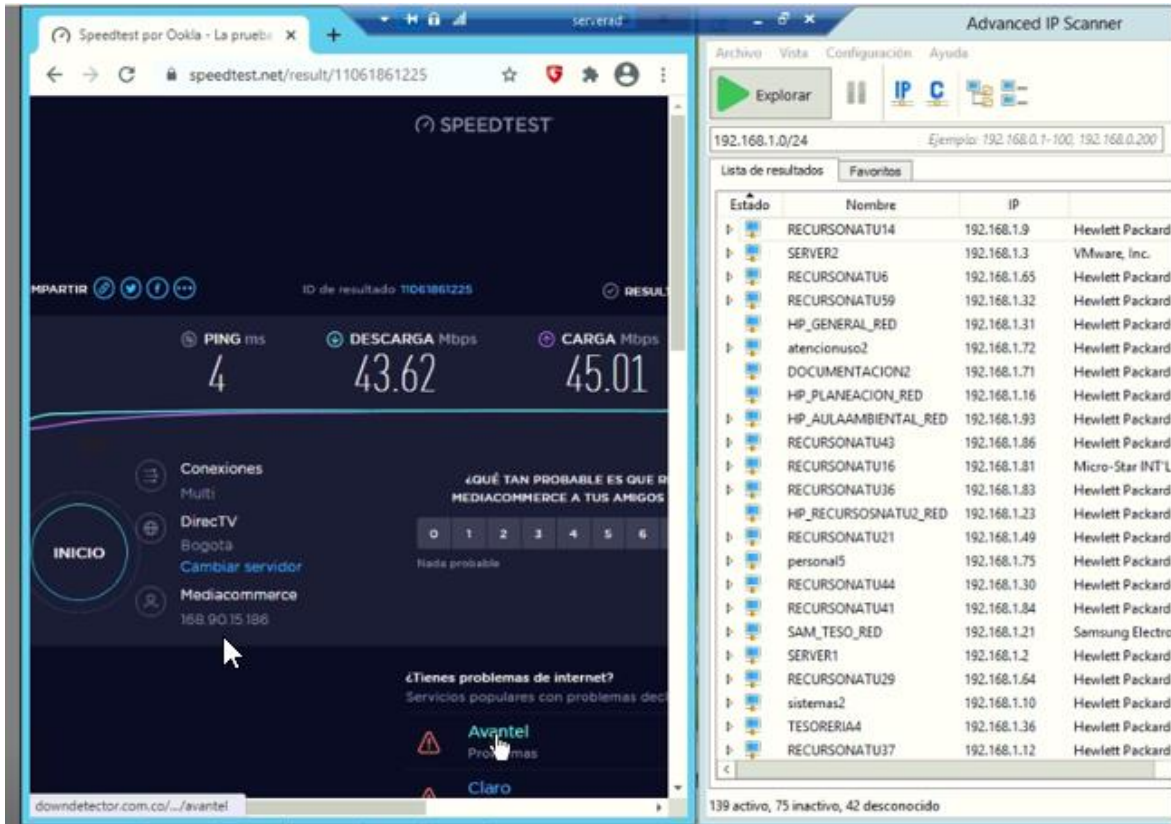 serverad
Speedtest por Ookla - La prueba
speedtest.net/result/11061861225
SPEEDTEST
MPARTIR
ID de resultado 11061861225
RESUL
PING ms
DESCARGA Mbps
CARGA Mbps
4
43.62
45.01
Conexiones
Multi
DirecTV
Bogota
Cambiar servidor
Mediacommerce
168.90.15.186
INICIO
¿QUÉ TAN PROBABLE ES QUE R
MEDIACOMMERCE A TUS AMIGOS
0 1 2 3 4 5 6
Nada probable
¿Tienes problemas de internet?
Servicios populares con problemas decl
Avantel
Problemas
Claro
downdetector.com.co/.../avantel
Advanced IP Scanner
Archivo Vista Configuración Ayuda
Explorar IP C
192.168.1.0/24 Ejemplo: 192.168.0.1-100, 192.168.0.200
Lista de resultados Favoritos
Estado Nombre IP
RECURSONATU14 192.168.1.9 Hewlett Packard
SERVER2 192.168.1.3 VMware, Inc.
RECURSONATU6 192.168.1.65 Hewlett Packard
RECURSONATU59 192.168.1.32 Hewlett Packard
HP_GENERAL_RED 192.168.1.31 Hewlett Packard
atencionuso2 192.168.1.72 Hewlett Packard
DOCUMENTACION2 192.168.1.71 Hewlett Packard
HP_PLANEACION_RED 192.168.1.16 Hewlett Packard
HP_AULAAMBIENTAL_RED 192.168.1.93 Hewlett Packard
RECURSONATU43 192.168.1.86 Hewlett Packard
RECURSONATU16 192.168.1.81 Micro-Star INT'L
RECURSONATU36 192.168.1.83 Hewlett Packard
HP_RECURSOSNATU2_RED 192.168.1.23 Hewlett Packard
RECURSONATU21 192.168.1.49 Hewlett Packard
personal5 192.168.1.75 Hewlett Packard
RECURSONATU44 192.168.1.30 Hewlett Packard
RECURSONATU41 192.168.1.84 Hewlett Packard
SAM_TESO_RED 192.168.1.21 Samsung Electro
SERVER1 192.168.1.2 Hewlett Packard
RECURSONATU29 192.168.1.64 Hewlett Packard
sistemas2 192.168.1.10 Hewlett Packard
TESORERIA4 192.168.1.36 Hewlett Packard
RECURSONATU37 192.168.1.12 Hewlett Packard
139 activo, 75 inactivo, 42 desconocido